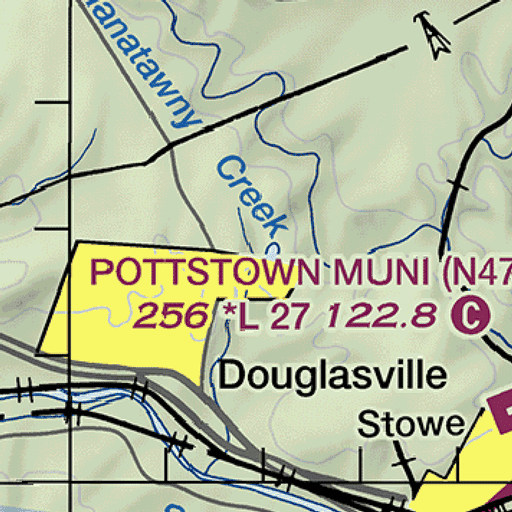 Creek
POTTSTOWN MUNI (N47
256 *L 27 122.8 C
Douglasville
Stowe